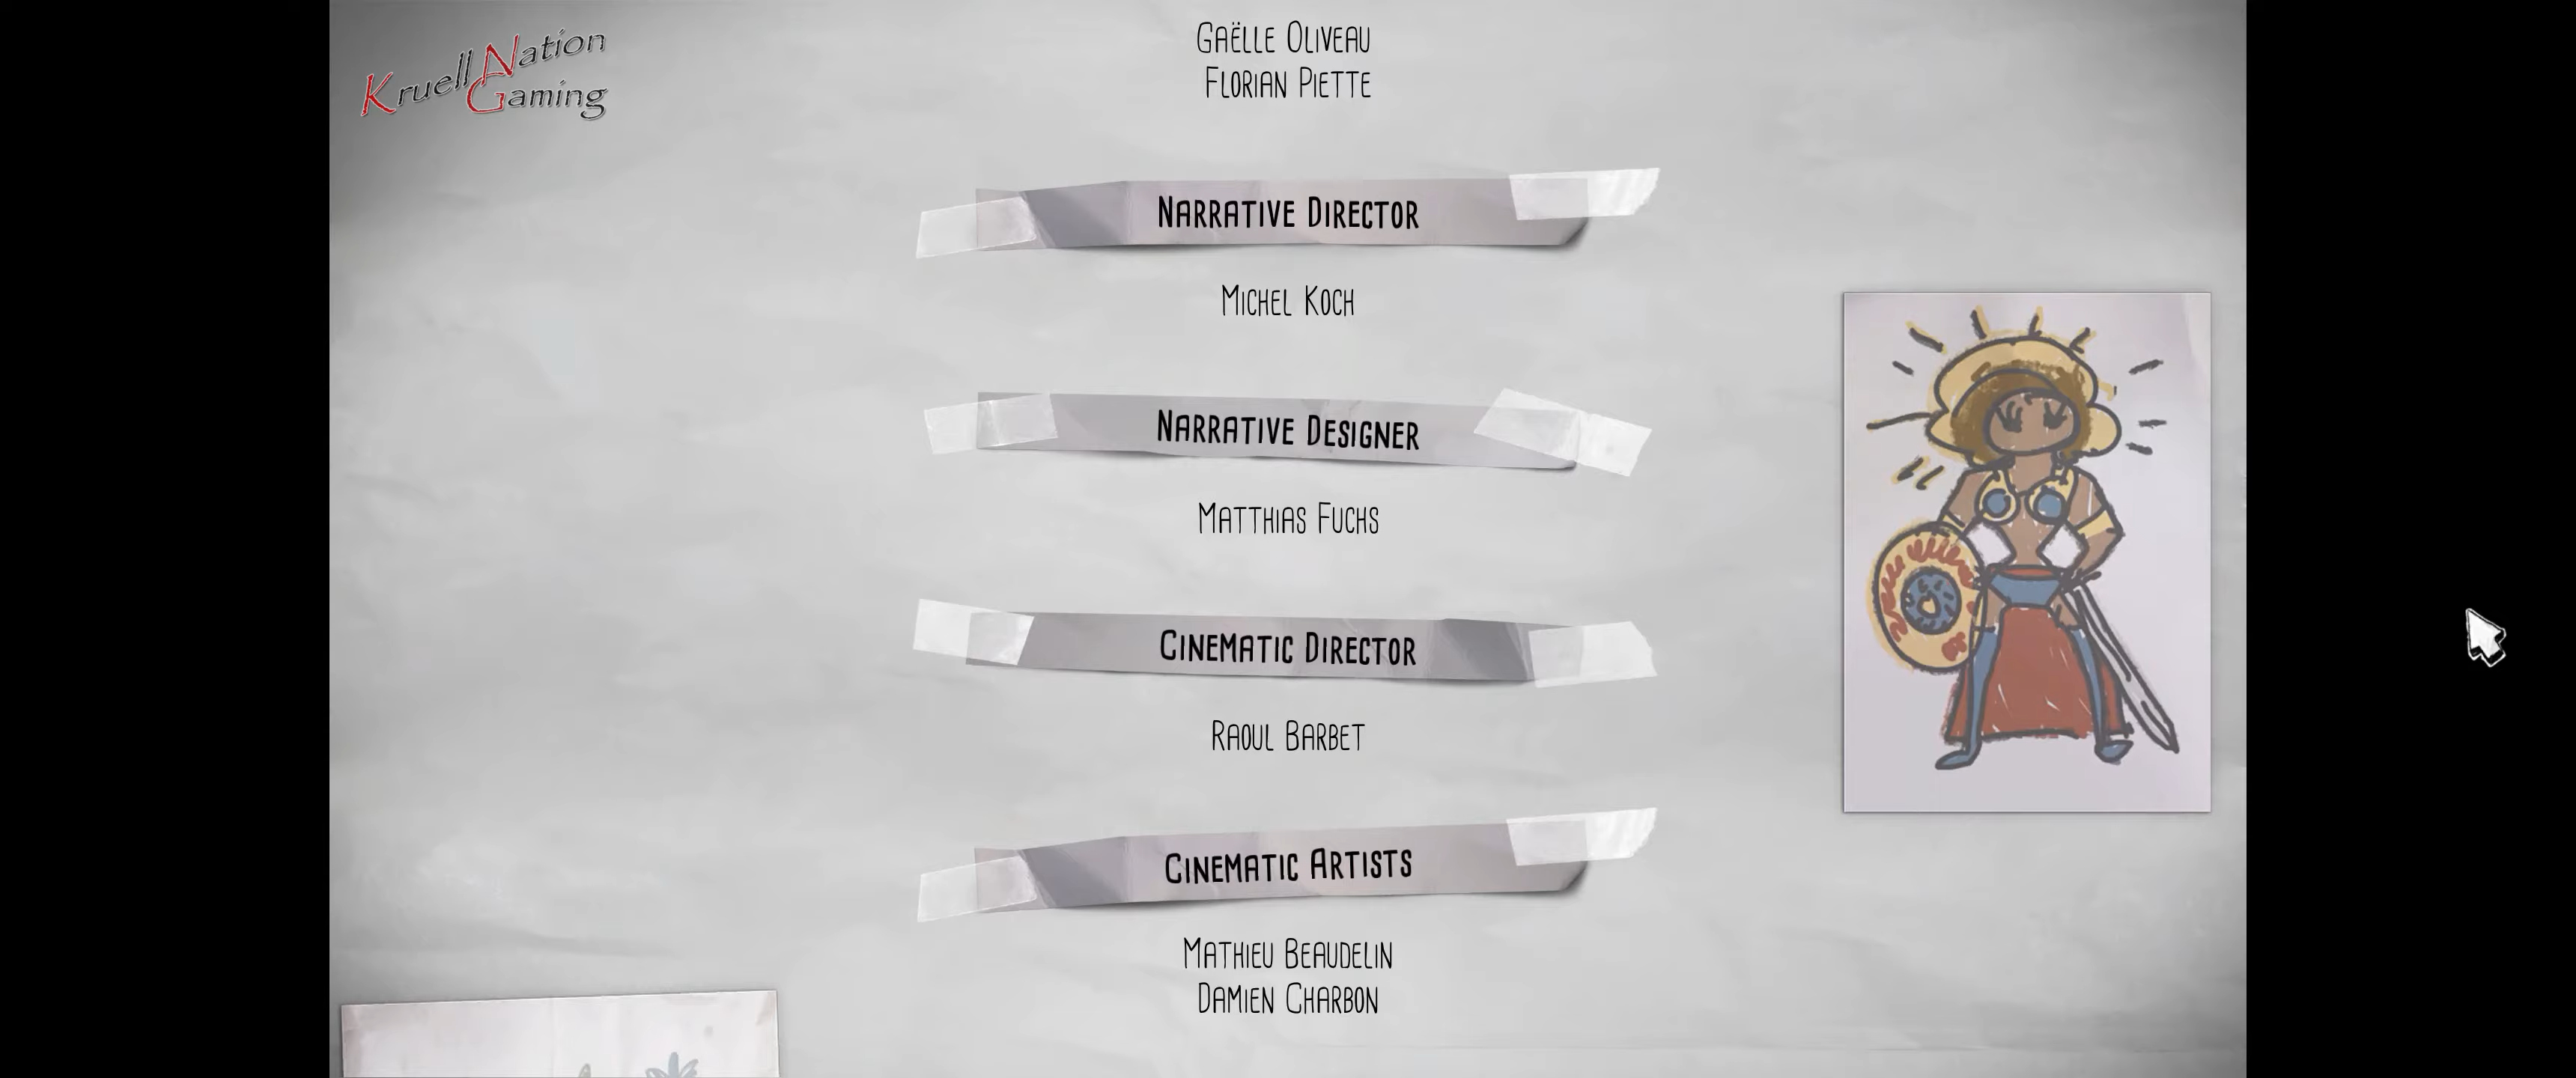 Kruell Nation
Gaming
Gaëlle Oliveau
Florian Piette
Narrative Director
Michel Koch
Narrative Designer
Matthias Fuchs
Cinematic Director
Raoul Barbet
Cinematic Artists
Mathieu Beaudelin
Damien Charbon